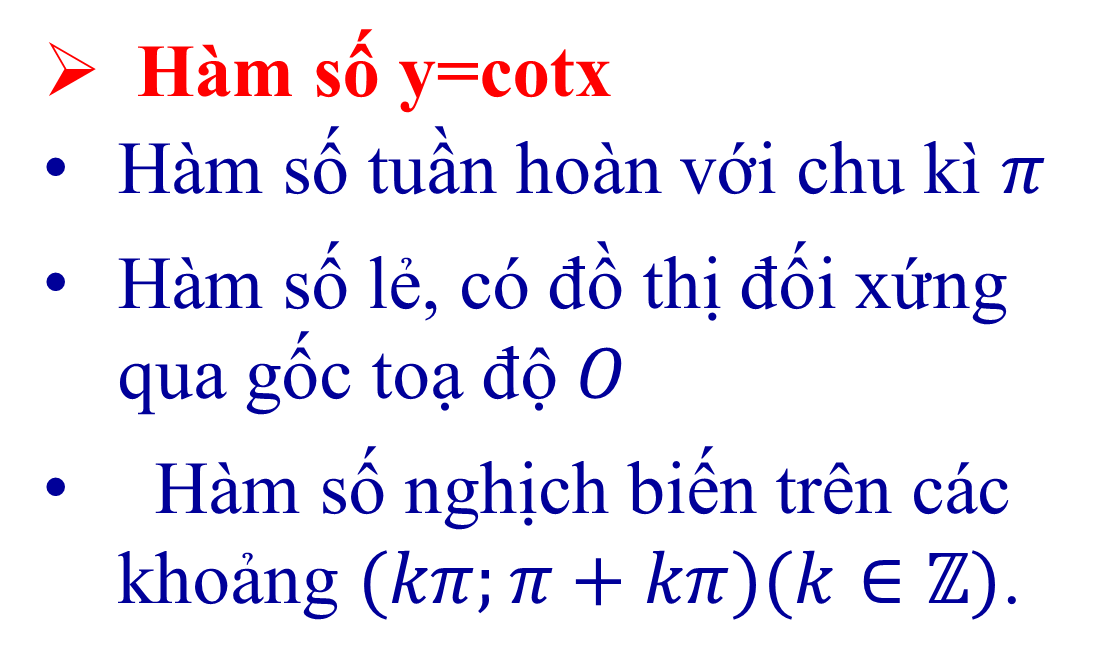 ➢ Hàm số y=cotx
• Hàm số tuần hoàn với chu kì 𝜋
• Hàm số lẻ, có đồ thị đối xứng
qua gốc toạ độ 𝑂
• Hàm số nghịch biến trên các
khoảng (𝑘𝜋; 𝜋 + 𝑘𝜋)(𝑘 ∈ ℤ).